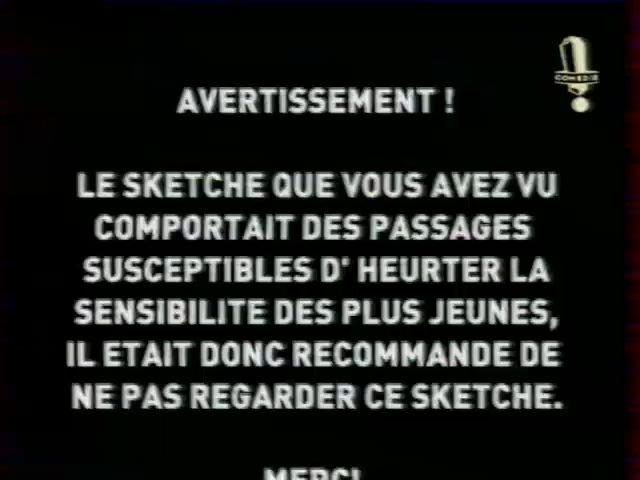 COMEDIE
AVERTISSEMENT !
LE SKETCHE QUE VOUS AVEZ VU
COMPORTAIT DES PASSAGES
SUSCEPTIBLES D' HEURTER LA
SENSIBILITE DES PLUS JEUNES,
IL ETAIT DONC RECOMMANDE DE
NE PAS REGARDER CE SKETCHE.
MERCI